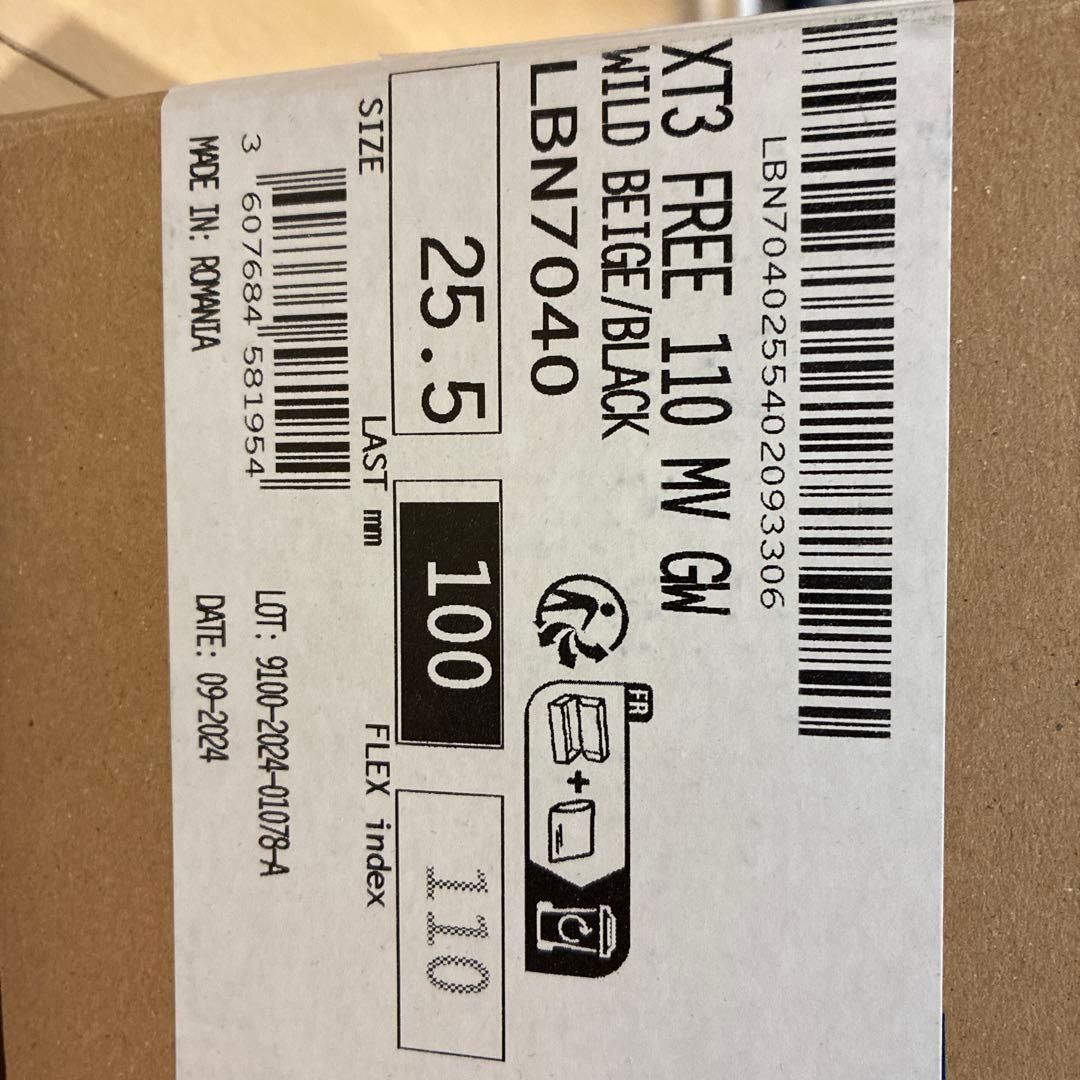 LBN7040255402093306
XT3 FREE 110 MV GW
WILD BEIGE/BLACK
LBN7040
FR
25.5
100
110
SIZE
LAST mm
FLEX index
3 607684 581954
LOT: 9100-2024-01078-A
MADE IN: ROMANIA
DATE: 09-2024